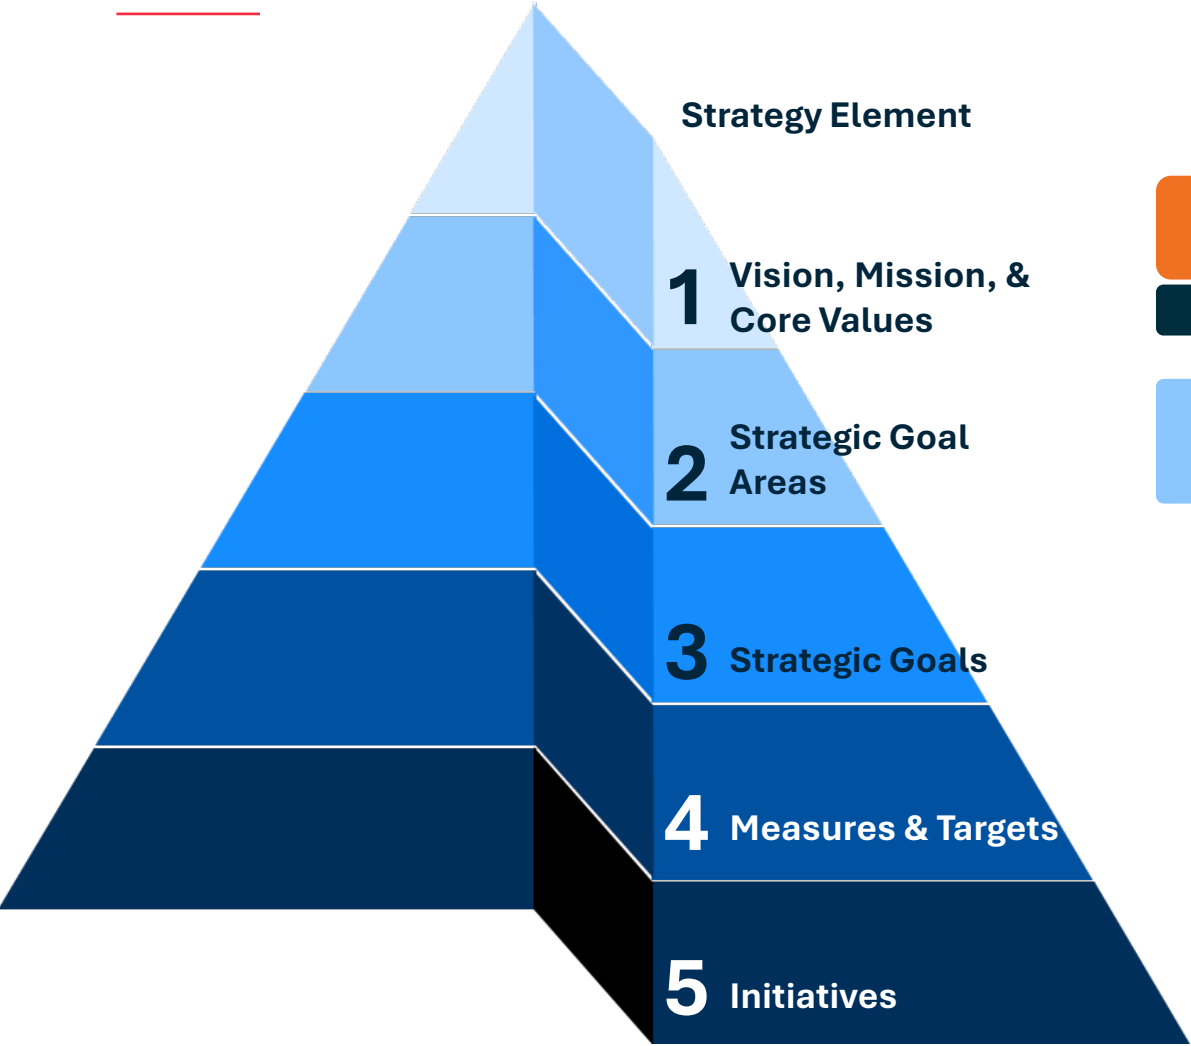 Strategy Element
1 Vision, Mission, &
Core Values
2 Strategic Goal
Areas
3 Strategic Goals
4 Measures & Targets
5 Initiatives